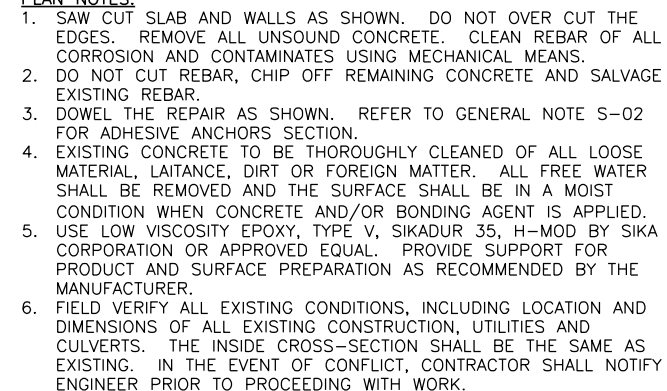 PLAN NOTES:
1. SAW CUT SLAB AND WALLS AS SHOWN. DO NOT OVER CUT THE
EDGES. REMOVE ALL UNSOUND CONCRETE. CLEAN REBAR OF ALL
CORROSION AND CONTAMINATES USING MECHANICAL MEANS.
2. DO NOT CUT REBAR, CHIP OFF REMAINING CONCRETE AND SALVAGE
EXISTING REBAR.
3. DOWEL THE REPAIR AS SHOWN. REFER TO GENERAL NOTE S-02
FOR ADHESIVE ANCHORS SECTION.
4. EXISTING CONCRETE TO BE THOROUGHLY CLEANED OF ALL LOOSE
MATERIAL, LAITANCE, DIRT OR FOREIGN MATTER. ALL FREE WATER
SHALL BE REMOVED AND THE SURFACE SHALL BE IN A MOIST
CONDITION WHEN CONCRETE AND/OR BONDING AGENT IS APPLIED.
5. USE LOW VISCOSITY EPOXY, TYPE V, SIKADUR 35, H-MOD BY SIKA
CORPORATION OR APPROVED EQUAL. PROVIDE SUPPORT FOR
PRODUCT AND SURFACE PREPARATION AS RECOMMENDED BY THE
MANUFACTURER.
6. FIELD VERIFY ALL EXISTING CONDITIONS, INCLUDING LOCATION AND
DIMENSIONS OF ALL EXISTING CONSTRUCTION, UTILITIES AND
CULVERTS. THE INSIDE CROSS-SECTION SHALL BE THE SAME AS
EXISTING. IN THE EVENT OF CONFLICT, CONTRACTOR SHALL NOTIFY
ENGINEER PRIOR TO PROCEEDING WITH WORK.